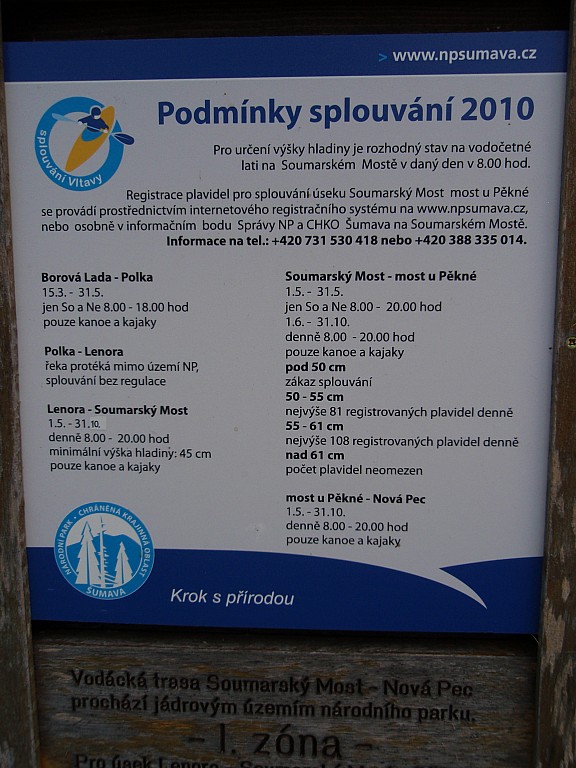 > www.npsumava.cz
splouvání Vltavy
Podmínky splouvání 2010
Pro určení výšky hladiny je rozhodný stav na vodočetné
lati na Soumarském Mostě v daný den v 8.00 hod.
Registrace plavidel pro splouvání úseku Soumarský Most most u Pěkné
se provádí prostřednictvím internetového registračního systému na www.npsumava.cz,
nebo osobně v informačním bodu Správy NP a CHKO Šumava na Soumarském Mostě.
Informace na tel.: +420 731 530 418 nebo +420 388 335 014.
Borová Lada - Polka
15.3. - 31.5.
jen So a Ne 8.00 - 18.00 hod
pouze kanoe a kajaky
Polka - Lenora
řeka protéká mimo území NP,
splouvání bez regulace
Lenora - Soumarský Most
1.5. - 31.10.
denně 8.00 - 20.00 hod
minimální výška hladiny: 45 cm
pouze kanoe a kajaky
Soumarský Most - most u Pěkné
1.5. - 31.5.
jen So a Ne 8.00 - 20.00 hod
1.6. - 31.10.
denně 8.00 - 20.00 hod
pouze kanoe a kajaky
pod 50 cm
zákaz splouvání
50 - 55 cm
nejvýše 81 registrovaných plavidel denně
55 - 61 cm
nejvýše 108 registrovaných plavidel denně
nad 61 cm
počet plavidel neomezen
most u Pěkné - Nová Pec
1.5. - 31.10.
denně 8.00 - 20.00 hod
pouze kanoe a kajaky
NÁRODNÍ PARK • CHRÁNĚNÁ KRAJINNÁ OBLAST
ŠUMAVA
Krok s přírodou
Vodácká trasa Soumarský Most - Nová Pec
prochází jádrovým územím národního parku.
- I. zóna -
Pro úsek Lenora -